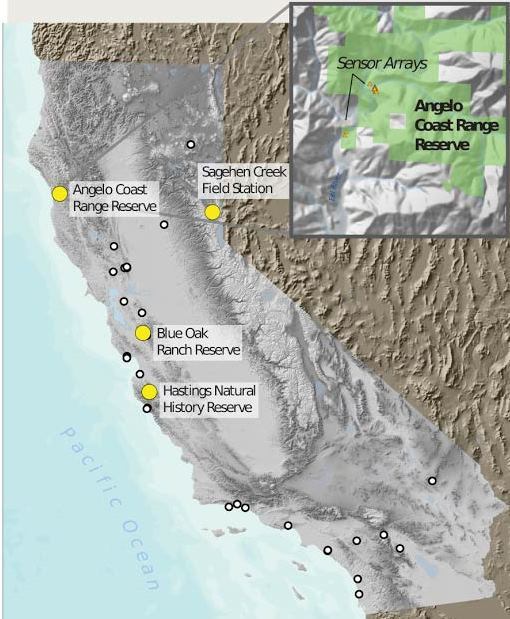 Sensor Arrays
Angelo
Coast Range
Reserve
Sagehen Creek
Field Station
Angelo Coast
Range Reserve
Blue Oak
Ranch Reserve
Hastings Natural
History Reserve
Pacific Ocean